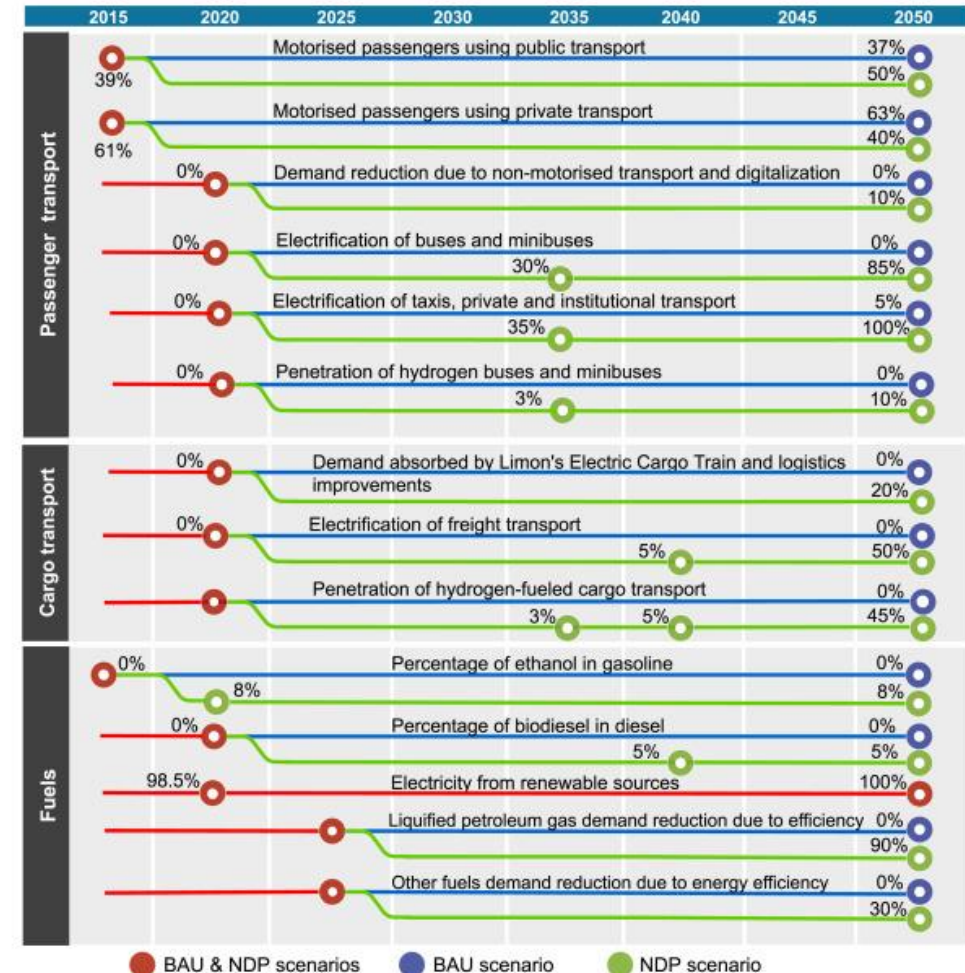 2015 2020 2025 2030 2035 2040 2045 2050
Passenger transport
Motorised passengers using public transport 37%
39% 50%
Motorised passengers using private transport 63%
61% 40%
0% Demand reduction due to non-motorised transport and digitalization 0%
10%
0% Electrification of buses and minibuses 0%
30% 85%
0% Electrification of taxis, private and institutional transport 5%
35% 100%
0% Penetration of hydrogen buses and minibuses 0%
3% 10%
Cargo transport
0% Demand absorbed by Limon's Electric Cargo Train and logistics 0%
improvements 20%
0% Electrification of freight transport 0%
5% 50%
Penetration of hydrogen-fueled cargo transport 0%
3% 5% 45%
Fuels
0% Percentage of ethanol in gasoline 0%
8% 8%
0% Percentage of biodiesel in diesel 0%
5% 5%
98.5% Electricity from renewable sources 100%
Liquified petroleum gas demand reduction due to efficiency 0%
90%
Other fuels demand reduction due to energy efficiency 0%
30%
BAU & NDP scenarios BAU scenario NDP scenario